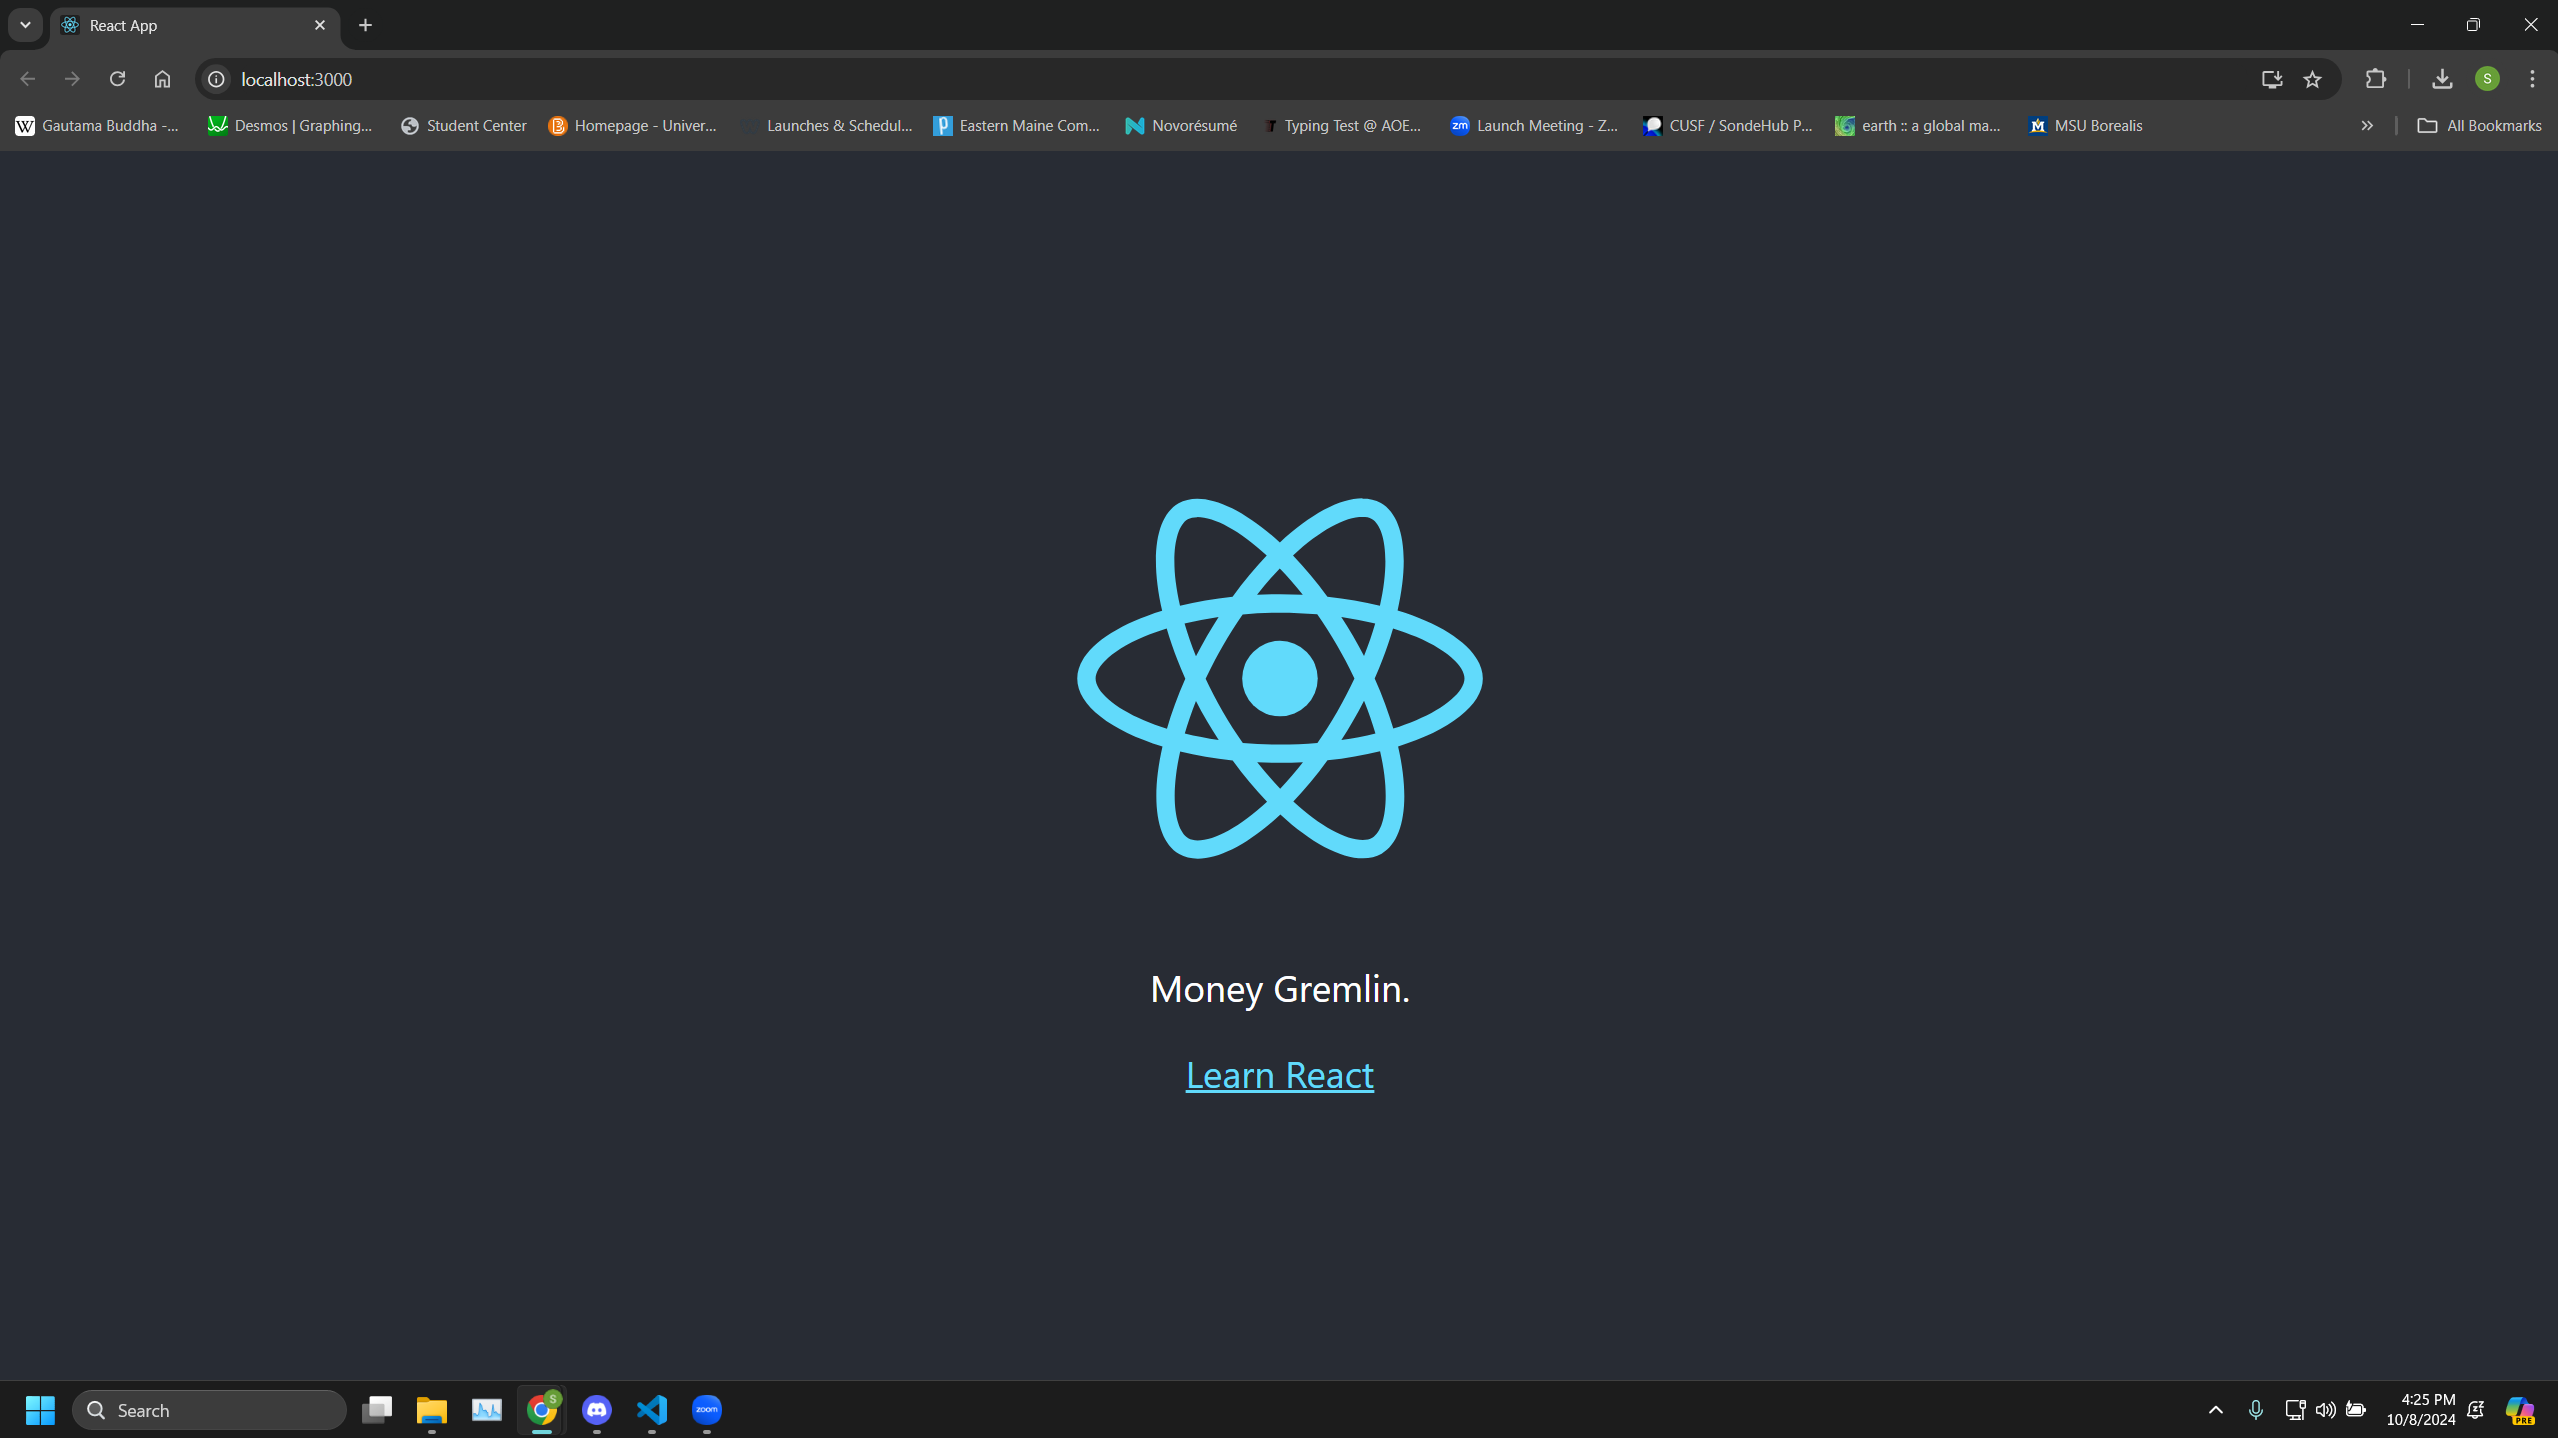 React App
localhost:3000
Gautama Buddha -...
Desmos | Graphing...
Student Center
Homepage - Univer...
Launches & Schedul...
Eastern Maine Com...
Novorésumé
Typing Test @ AOE...
Launch Meeting - Z...
CUSF / SondeHub P...
earth :: a global ma...
MSU Borealis
All Bookmarks
Money Gremlin.
Learn React
Search
zoom
4:25 PM
10/8/2024
PRE